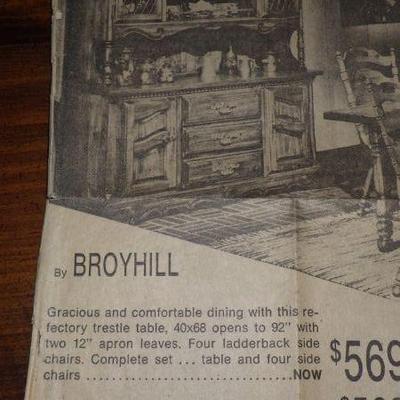 By BROYHILL
Gracious and comfortable dining with this re-
fectory trestle table, 40x68 opens to 92" with
two 12" apron leaves. Four ladderback side
chairs. Complete set ... table and four side
chairs ................................NOW
$569